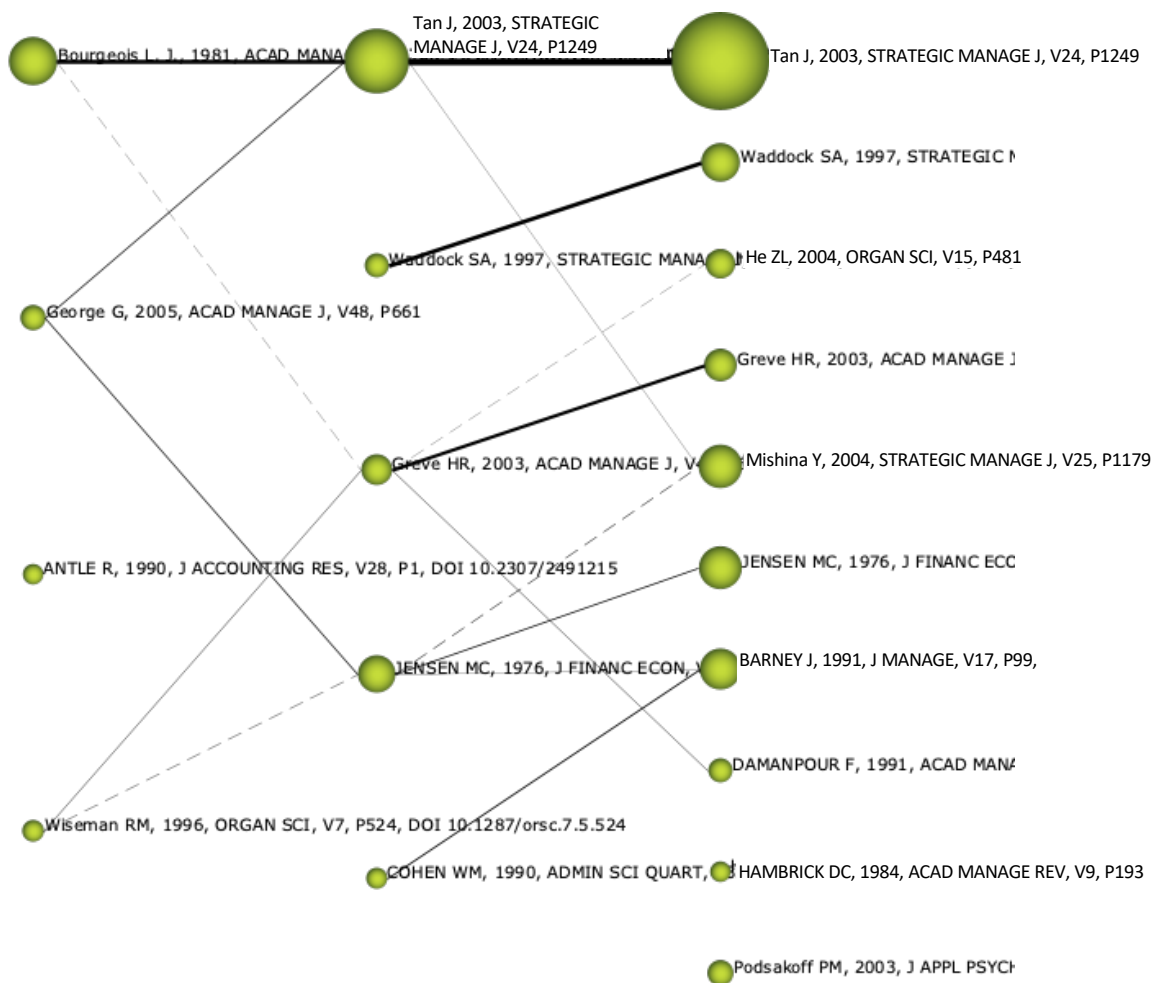 Tan J, 2003, STRATEGIC
MANAGE J, V24, P1249
Bourgeois L. J., 1981, ACAD MANA
Tan J, 2003, STRATEGIC MANAGE J, V24, P1249
Waddock SA, 1997, STRATEGIC
Waddock SA, 1997, STRATEGIC MANA
He ZL, 2004, ORGAN SCI, V15, P481
George G, 2005, ACAD MANAGE J, V48, P661
Greve HR, 2003, ACAD MANAGE J
Greve HR, 2003, ACAD MANAGE J,
Mishina Y, 2004, STRATEGIC MANAGE J, V25, P1179
ANTLE R, 1990, J ACCOUNTING RES, V28, P1, DOI 10.2307/2491215
JENSEN MC, 1976, J FINANC ECO
JENSEN MC, 1976, J FINANC ECON,
BARNEY J, 1991, J MANAGE, V17, P99,
DAMANPOUR F, 1991, ACAD MANA
Wiseman RM, 1996, ORGAN SCI, V7, P524, DOI 10.1287/orsc.7.5.524
COHEN WM, 1990, ADMIN SCI QUART,
HAMBRICK DC, 1984, ACAD MANAGE REV, V9, P193
Podsakoff PM, 2003, J APPL PSYCH